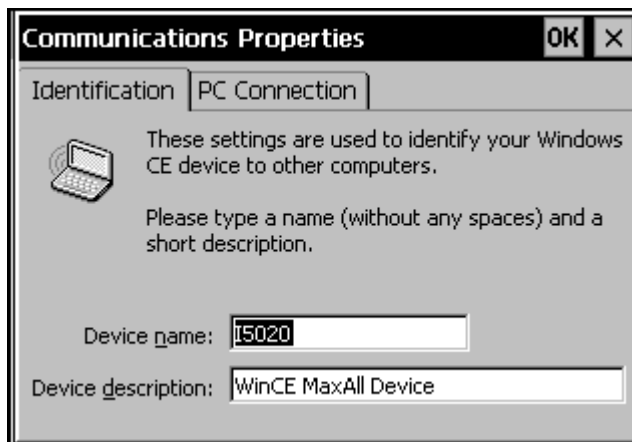 Communications Properties OK ×
Identification PC Connection
These settings are used to identify your Windows
CE device to other computers.
Please type a name (without any spaces) and a
short description.
Device name: I5020
Device description: WinCE MaxAll Device